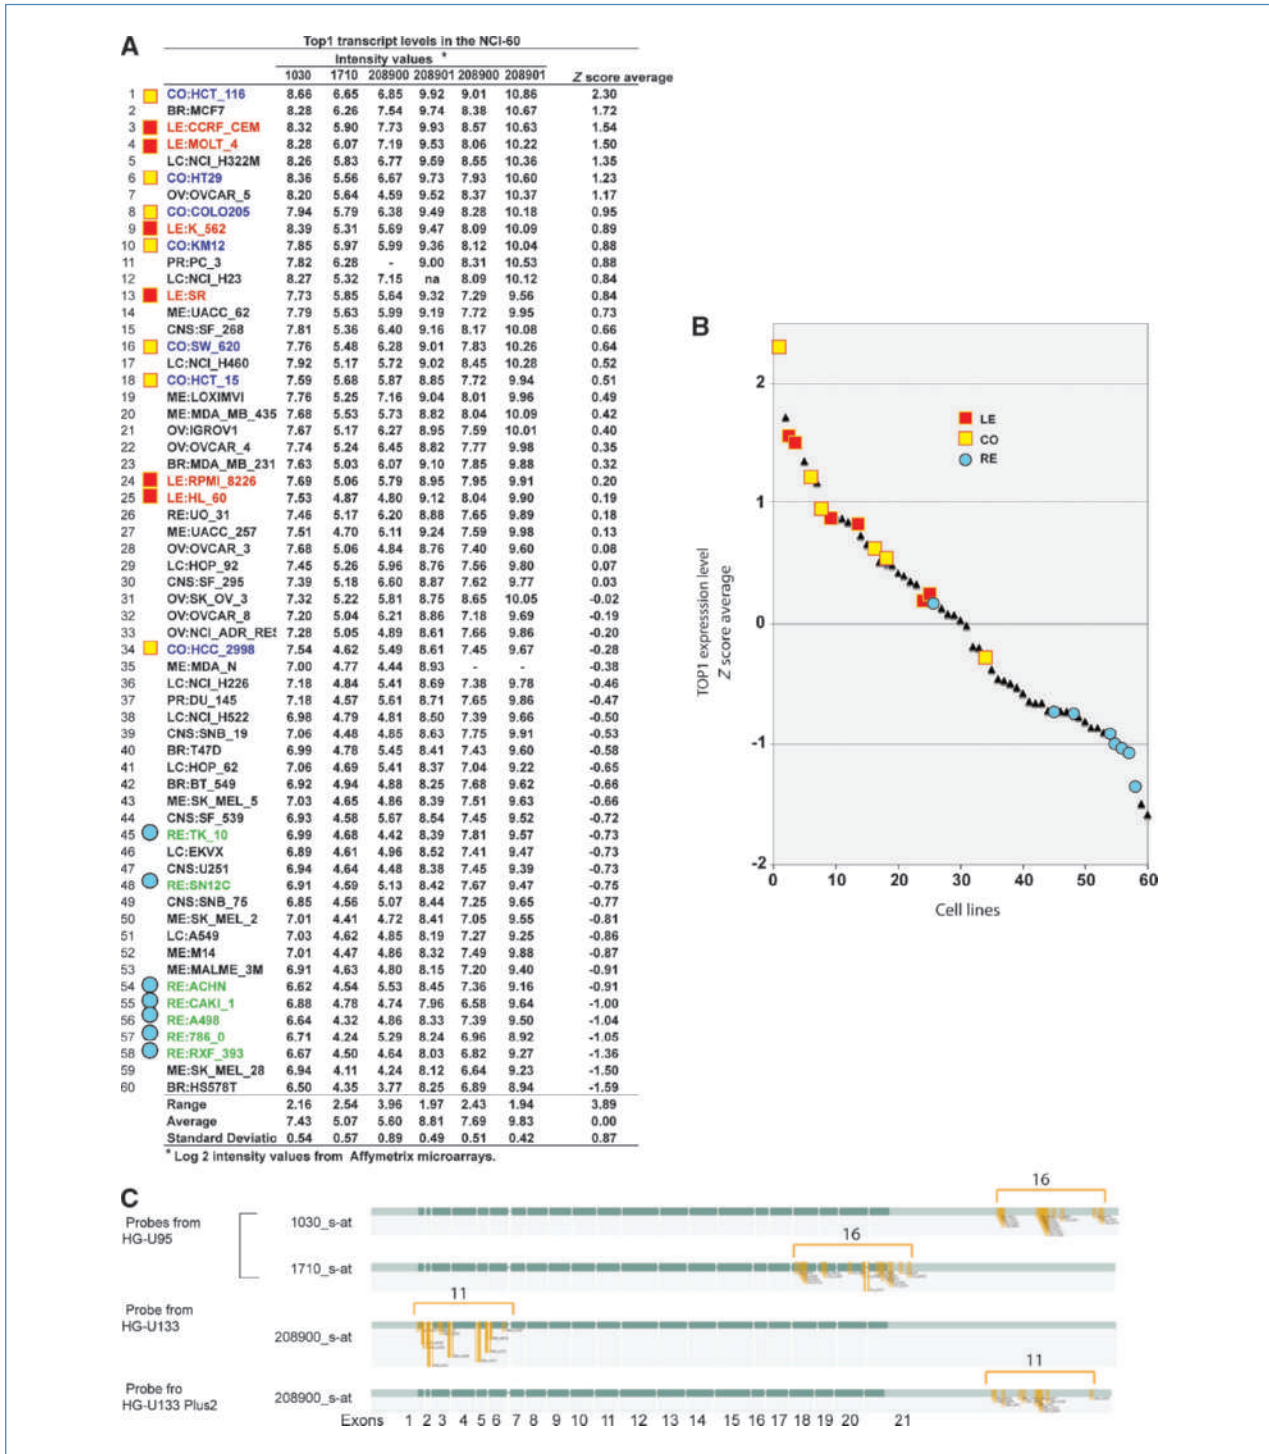 A
Top1 transcript levels in the NCI-60
Intensity values *
1030 1710 208900 208901 208900 208901 Z score average
1 CO:HCT_116 8.66 6.65 6.85 9.92 9.01 10.86 2.30
2 BR:MCF7 8.28 6.26 7.54 9.74 8.38 10.67 1.72
3 LE:CCRF_CEM 8.32 5.90 7.73 9.93 8.57 10.63 1.54
4 LE:MOLT_4 8.28 6.07 7.19 9.53 8.06 10.22 1.50
5 LC:NCI_H322M 8.26 5.83 6.77 9.59 8.55 10.36 1.35
6 CO:HT29 8.36 5.56 6.67 9.73 7.93 10.60 1.23
7 OV:OVCAR_5 8.20 5.64 4.59 9.52 8.37 10.37 1.17
8 CO:COLO205 7.94 5.79 6.38 9.49 8.28 10.18 0.95
9 LE:K_562 8.39 5.31 5.69 9.47 8.09 10.09 0.89
10 CO:KM12 7.85 5.97 5.99 9.36 8.12 10.04 0.88
11 PR:PC_3 7.82 6.28 - 9.00 8.31 10.53 0.88
12 LC:NCI_H23 8.27 5.32 7.15 na 8.09 10.12 0.84
13 LE:SR 7.73 5.85 5.64 9.32 7.29 9.56 0.84
14 ME:UACC_62 7.79 5.63 5.99 9.19 7.72 9.95 0.73
15 CNS:SF_268 7.81 5.36 6.40 9.16 8.17 10.08 0.66
16 CO:SW_620 7.76 5.48 6.28 9.01 7.83 10.26 0.64
17 LC:NCI_H460 7.92 5.17 5.72 9.02 8.45 10.28 0.52
18 CO:HCT_15 7.59 5.68 5.87 8.85 7.72 9.94 0.51
19 ME:LOXIMVI 7.76 5.25 7.16 9.04 8.01 9.96 0.49
20 ME:MDA_MB_435 7.68 5.53 5.73 8.82 8.04 10.09 0.42
21 OV:IGROV1 7.67 5.17 6.27 8.95 7.59 10.01 0.40
22 OV:OVCAR_4 7.74 5.24 6.45 8.82 7.77 9.98 0.35
23 BR:MDA_MB_231 7.63 5.03 6.07 9.10 7.85 9.88 0.32
24 LE:RPMI_8226 7.69 5.06 5.79 8.95 7.95 9.91 0.20
25 LE:HL_60 7.53 4.87 4.80 9.12 8.04 9.90 0.19
26 RE:UO_31 7.46 5.17 6.20 8.88 7.65 9.89 0.18
27 ME:UACC_257 7.51 4.70 6.11 9.24 7.59 9.98 0.13
28 OV:OVCAR_3 7.68 5.06 4.84 8.76 7.40 9.60 0.08
29 LC:HOP_92 7.45 5.26 5.96 8.76 7.56 9.80 0.07
30 CNS:SF_295 7.39 5.18 6.60 8.87 7.62 9.77 0.03
31 OV:SK_OV_3 7.32 5.22 5.81 8.75 8.65 10.05 -0.02
32 OV:OVCAR_8 7.20 5.04 6.21 8.86 7.18 9.69 -0.19
33 OV:NCI_ADR_RES 7.28 5.05 4.89 8.61 7.66 9.86 -0.20
34 CO:HCC_2998 7.54 4.62 5.49 8.61 7.45 9.67 -0.28
35 ME:MDA_N 7.00 4.77 4.44 8.93 - - -0.38
36 LC:NCI_H226 7.18 4.84 5.41 8.69 7.38 9.78 -0.46
37 PR:DU_145 7.18 4.57 5.61 8.71 7.65 9.86 -0.47
38 LC:NCI_H522 6.98 4.79 4.81 8.50 7.39 9.66 -0.50
39 CNS:SNB_19 7.06 4.48 4.85 8.63 7.75 9.91 -0.53
40 BR:T47D 6.99 4.78 5.45 8.41 7.43 9.60 -0.58
41 LC:HOP_62 7.06 4.69 5.41 8.37 7.04 9.22 -0.65
42 BR:BT_549 6.92 4.94 4.88 8.25 7.68 9.62 -0.66
43 ME:SK_MEL_5 7.03 4.65 4.86 8.39 7.51 9.63 -0.66
44 CNS:SF_539 6.93 4.58 5.67 8.54 7.45 9.52 -0.72
45 RE:TK_10 6.99 4.68 4.42 8.39 7.81 9.57 -0.73
46 LC:EKVX 6.89 4.61 4.96 8.52 7.41 9.47 -0.73
47 CNS:U251 6.94 4.64 4.48 8.38 7.45 9.39 -0.73
48 RE:SN12C 6.91 4.59 5.13 8.42 7.67 9.47 -0.75
49 CNS:SNB_75 6.85 4.56 5.07 8.44 7.25 9.65 -0.77
50 ME:SK_MEL_2 7.01 4.41 4.72 8.41 7.05 9.55 -0.81
51 LC:A549 7.03 4.62 4.85 8.19 7.27 9.25 -0.86
52 ME:M14 7.01 4.47 4.86 8.32 7.49 9.88 -0.87
53 ME:MALME_3M 6.91 4.63 4.80 8.15 7.20 9.40 -0.91
54 RE:ACHN 6.62 4.54 5.53 8.45 7.36 9.16 -0.91
55 RE:CAKI_1 6.88 4.78 4.74 7.96 6.58 9.64 -1.00
56 RE:A498 6.64 4.32 4.86 8.33 7.39 9.50 -1.04
57 RE:786_0 6.71 4.24 5.29 8.24 6.96 8.92 -1.05
58 RE:RXF_393 6.67 4.50 4.64 8.03 6.82 9.27 -1.36
59 ME:SK_MEL_28 6.94 4.11 4.24 8.12 6.64 9.23 -1.50
60 BR:HS578T 6.50 4.35 3.77 8.25 6.89 8.94 -1.59
Range 2.16 2.54 3.96 1.97 2.43 1.94 3.89
Average 7.43 5.07 5.60 8.81 7.69 9.83 0.00
Standard Deviatio 0.54 0.57 0.89 0.49 0.51 0.42 0.87
* Log 2 intensity values from Affymetrix microarrays.
B
2
1
0
-1
-2
LE
CO
RE
TOP1 expresssion level
Z score average
0 10 20 30 40 50 60
Cell lines
C
Probes from
HG-U95
1030_s-at
16
1710_s-at
16
Probe from
HG-U133
208900_s-at
11
Probe fro
HG-U133 Plus2
208900_s-at
11
Exons 1 2 3 4 5 6 7 8 9 10 11 12 13 14 15 16 17 18 19 20 21